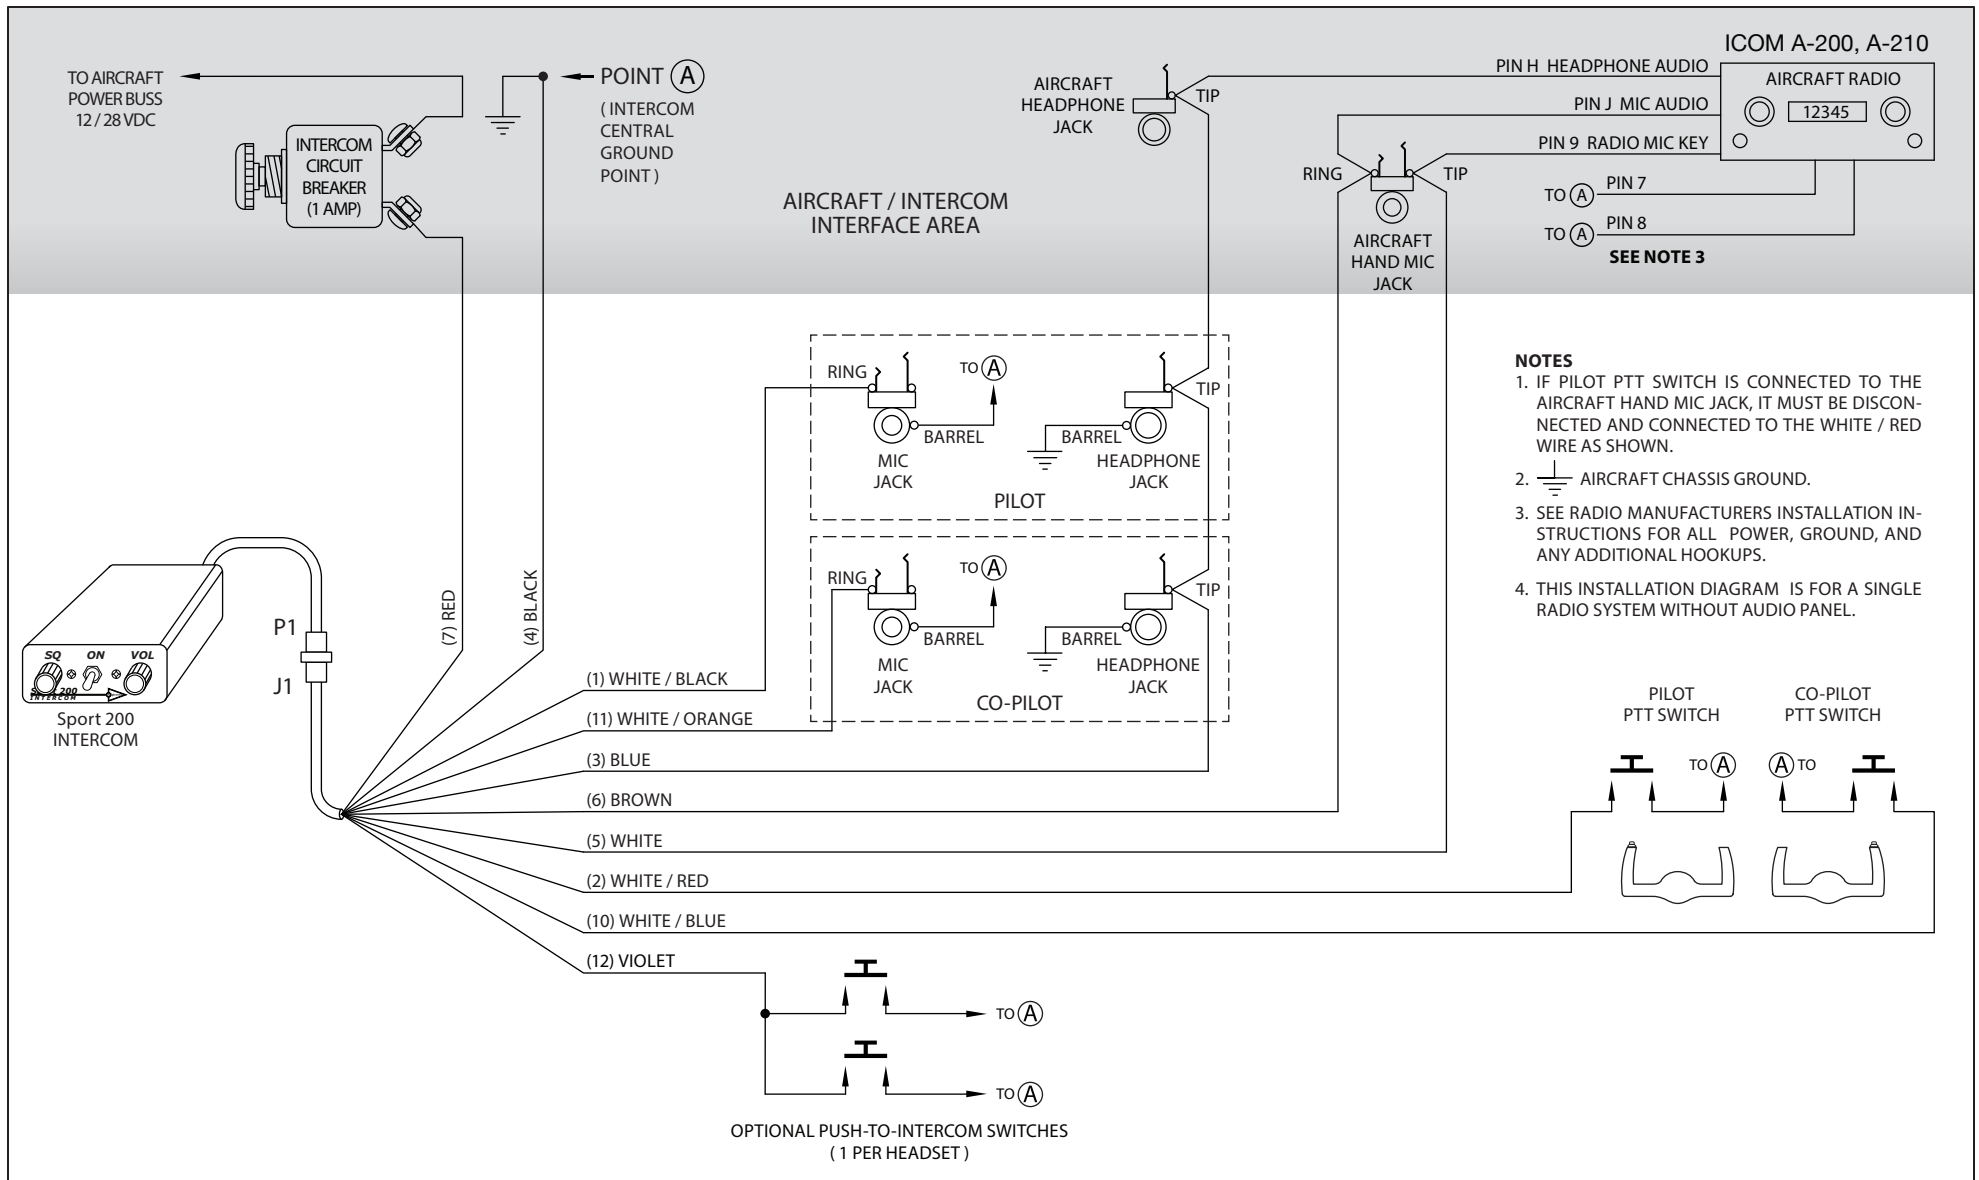 TO AIRCRAFT
POWER BUSS
12 / 28 VDC
INTERCOM
CIRCUIT
BREAKER
(1 AMP)
POINT A
( INTERCOM
CENTRAL
GROUND
POINT )
AIRCRAFT / INTERCOM
INTERFACE AREA
AIRCRAFT
HEADPHONE
JACK
TIP
RING
TIP
AIRCRAFT
HAND MIC
JACK
ICOM A-200, A-210
PIN H HEADPHONE AUDIO
PIN J MIC AUDIO
PIN 9 RADIO MIC KEY
AIRCRAFT RADIO
12345
TO A PIN 7
TO A PIN 8
SEE NOTE 3
RING
TO A
BARREL
MIC
JACK
BARREL
TIP
HEADPHONE
JACK
PILOT
RING
TO A
BARREL
MIC
JACK
BARREL
TIP
HEADPHONE
JACK
CO-PILOT
NOTES
1. IF PILOT PTT SWITCH IS CONNECTED TO THE
AIRCRAFT HAND MIC JACK, IT MUST BE DISCON-
NECTED AND CONNECTED TO THE WHITE / RED
WIRE AS SHOWN.
2. AIRCRAFT CHASSIS GROUND.
3. SEE RADIO MANUFACTURERS INSTALLATION IN-
STRUCTIONS FOR ALL POWER, GROUND, AND
ANY ADDITIONAL HOOKUPS.
4. THIS INSTALLATION DIAGRAM IS FOR A SINGLE
RADIO SYSTEM WITHOUT AUDIO PANEL.
P1
J1
SQ ON VOL
200
INTERCOM
Sport 200
INTERCOM
(7) RED
(4) BLACK
(1) WHITE / BLACK
(11) WHITE / ORANGE
(3) BLUE
(6) BROWN
(5) WHITE
(2) WHITE / RED
(10) WHITE / BLUE
(12) VIOLET
PILOT
PTT SWITCH
CO-PILOT
PTT SWITCH
TO A
A TO
TO A
TO A
OPTIONAL PUSH-TO-INTERCOM SWITCHES
( 1 PER HEADSET )